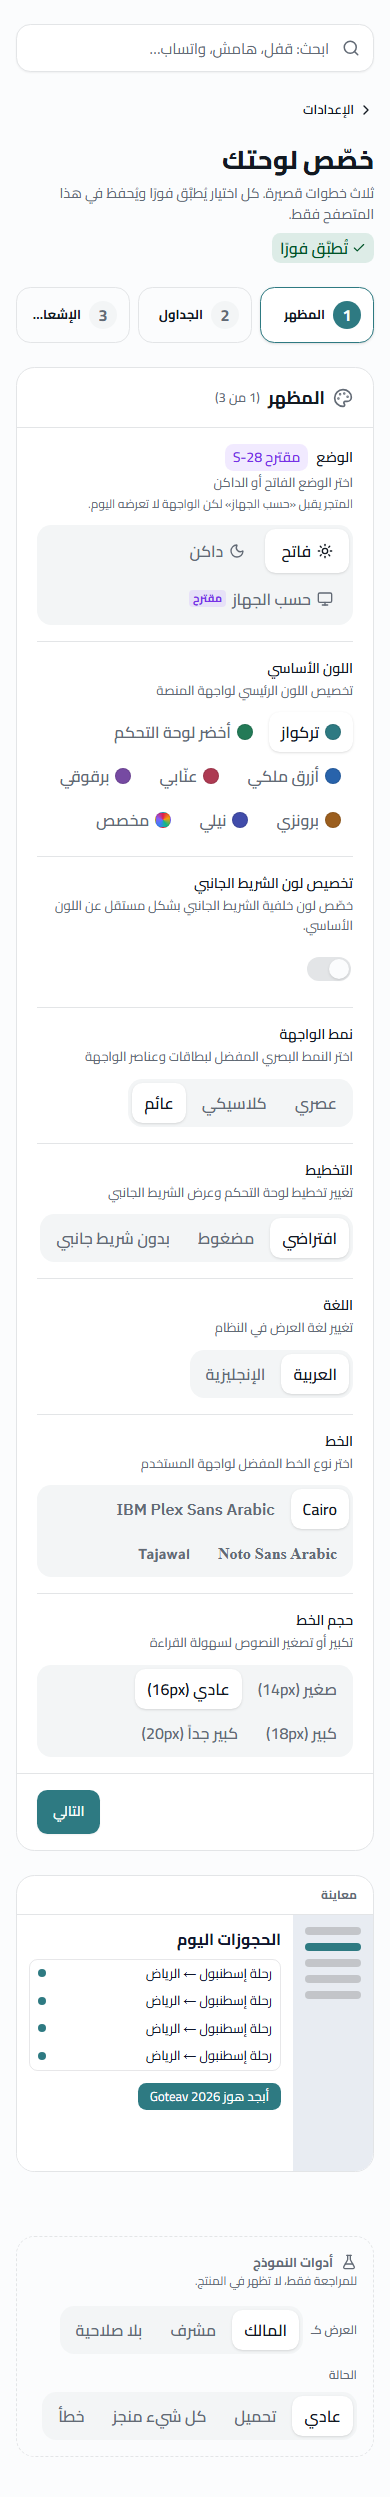 ابحث: قفل، هامش، واتساب...
الإعدادات
خصّص لوحتك
ثلاث خطوات قصيرة. كل اختيار يُطبَّق فورًا ويُحفظ في هذا
المتصفح فقط.
تُطبَّق فورًا
1 المظهر
2 الجداول
3 الإشعا...
المظهر (1 من 3)
الوضع مقترح S-28
اختر الوضع الفاتح أو الداكن
المتجر يقبل «حسب الجهاز» لكن الواجهة لا تعرضه اليوم.
فاتح داكن
حسب الجهاز مقترح
اللون الأساسي
تخصيص اللون الرئيسي لواجهة المنصة
تركواز أخضر لوحة التحكم
أزرق ملكي عنّابي برقوقي
برونزي نيلي مخصص
تخصيص لون الشريط الجانبي
خصّص لون خلفية الشريط الجانبي بشكل مستقل عن اللون
الأساسي.
نمط الواجهة
اختر النمط البصري المفضل لبطاقات وعناصر الواجهة
عصري كلاسيكي عائم
التخطيط
تغيير تخطيط لوحة التحكم وعرض الشريط الجانبي
افتراضي مضغوط بدون شريط جانبي
اللغة
تغيير لغة العرض في النظام
العربية الإنجليزية
الخط
اختر نوع الخط المفضل لواجهة المستخدم
Cairo IBM Plex Sans Arabic
Noto Sans Arabic Tajawal
حجم الخط
تكبير أو تصغير النصوص لسهولة القراءة
صغير (14px) عادي (16px)
كبير (18px) كبير جداً (20px)
التالي
معاينة
الحجوزات اليوم
رحلة إسطنبول ← الرياض
رحلة إسطنبول ← الرياض
رحلة إسطنبول ← الرياض
رحلة إسطنبول ← الرياض
أبجد هوز Goteav 2026
أدوات النموذج
للمراجعة فقط، لا تظهر في المنتج.
العرض كـ المالك مشرف بلا صلاحية
الحالة
عادي تحميل كل شيء منجز خطأ